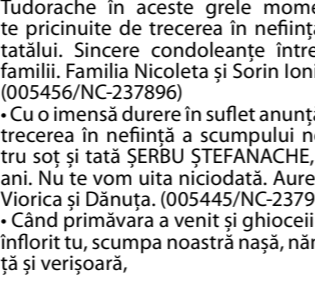 Tudorache în aceste grele mome
te pricinuite de trecerea în neființ
tatălui. Sincere condoleanțe între
familii. Familia Nicoleta și Sorin Ioni
(005456/NC-237896)
• Cu o imensă durere în suflet anunț
trecerea în neființă a scumpului n
tru soț și tată ȘERBU ȘTEFANACHE,
ani. Nu te vom uita niciodată. Aure
Viorica și Dănuța. (005445/NC-2379
• Când primăvara a venit și ghioceii
înflorit tu, scumpa noastră nașă, năr
ță și verișoară,